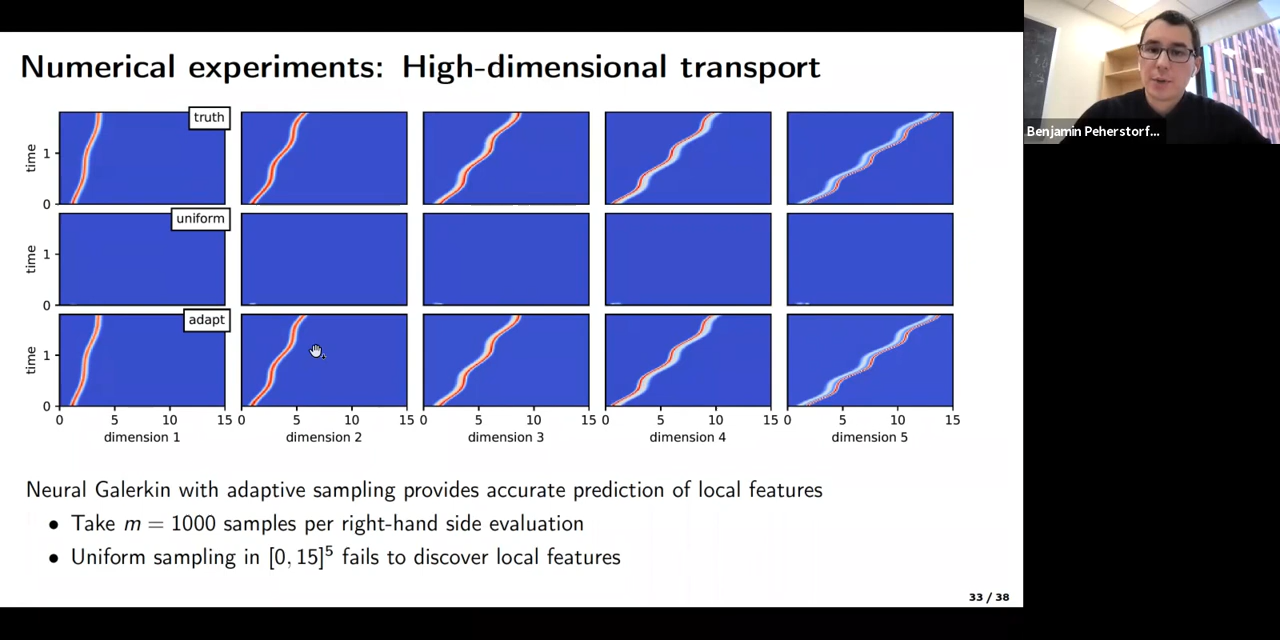 Numerical experiments: High-dimensional transport
truth
time
1
0
uniform
time
1
0
adapt
time
1
0
0 5 10 15 0 5 10 15 0 5 10 15 0 5 10 15 0 5 10 15
dimension 1 dimension 2 dimension 3 dimension 4 dimension 5
Neural Galerkin with adaptive sampling provides accurate prediction of local features
• Take m = 1000 samples per right-hand side evaluation
• Uniform sampling in [0, 15]⁵ fails to discover local features
33 / 38
Benjamin Peherstorf...